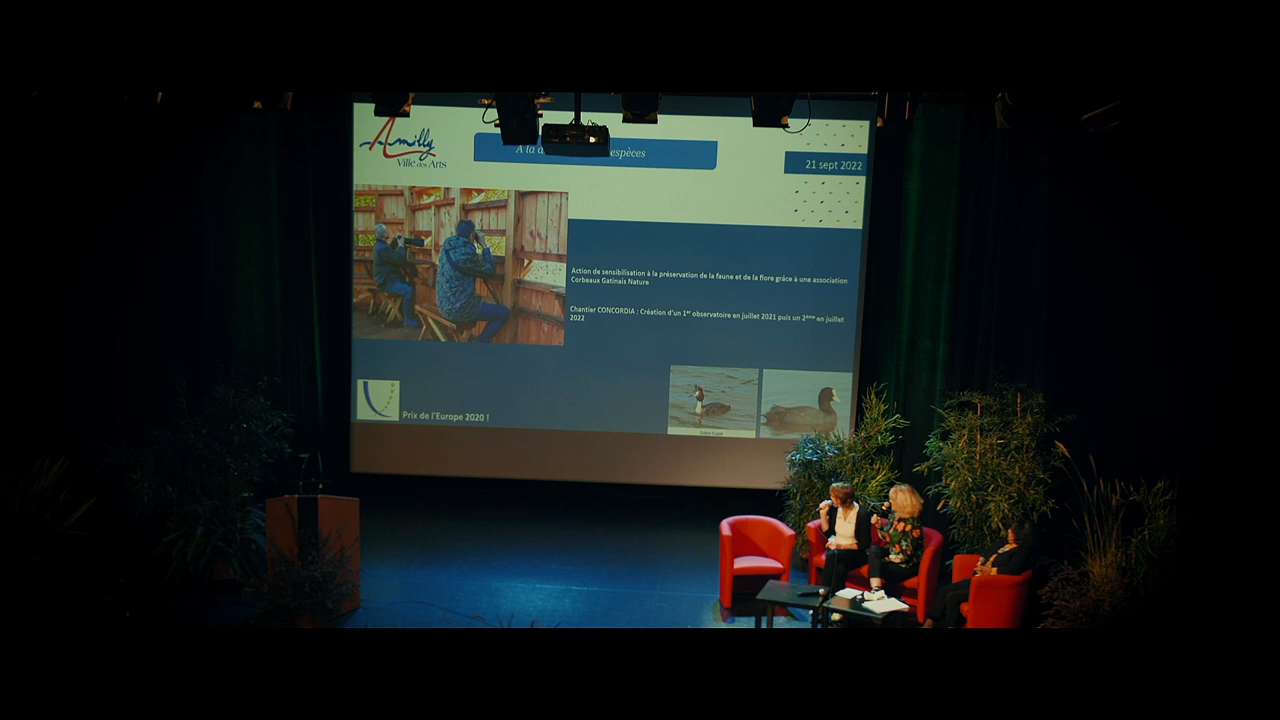 Amilly
Ville des Arts
A la d espèces
21 sept 2022
Action de sensibilisation à la préservation de la faune et de la flore grâce à une association
Corbeaux Gatinais Nature
Chantier CONCORDIA : Création d'un 1er observatoire en juillet 2021 puis un 2ème en juillet
2022
Prix de l'Europe 2020 !